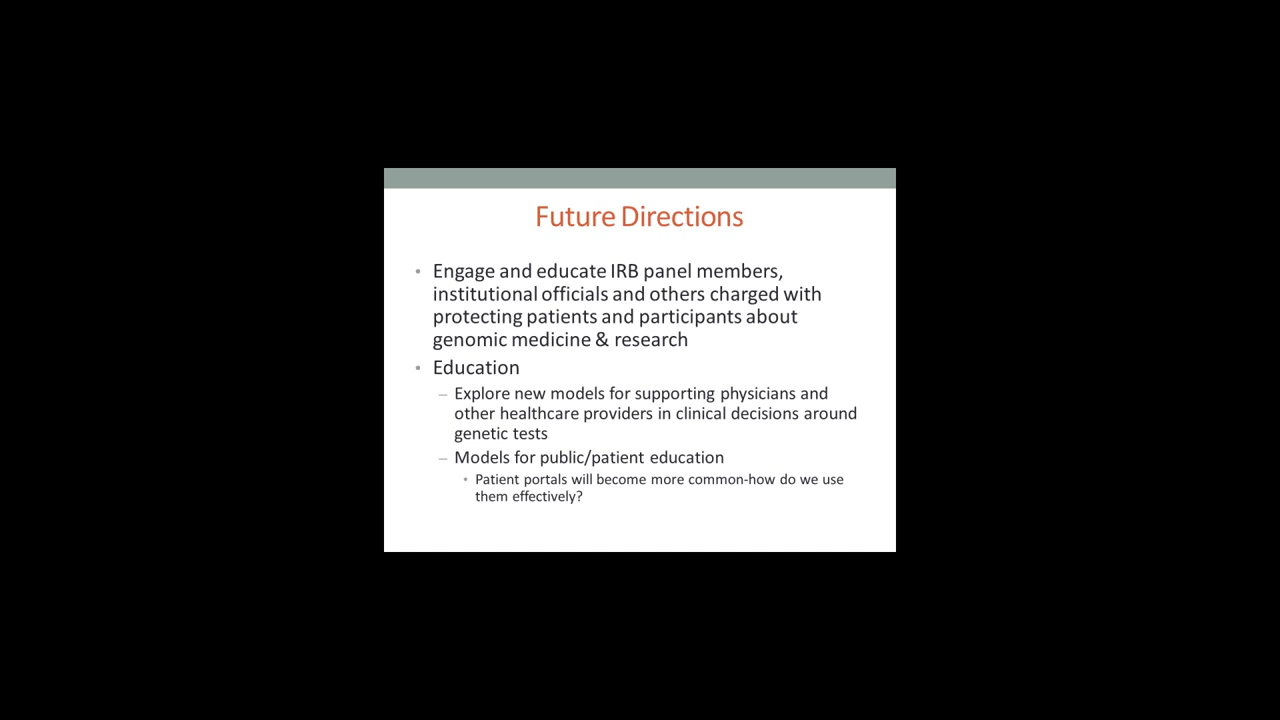 Future Directions
• Engage and educate IRB panel members,
institutional officials and others charged with
protecting patients and participants about
genomic medicine & research
• Education
– Explore new models for supporting physicians and
other healthcare providers in clinical decisions around
genetic tests
– Models for public/patient education
• Patient portals will become more common-how do we use
them effectively?